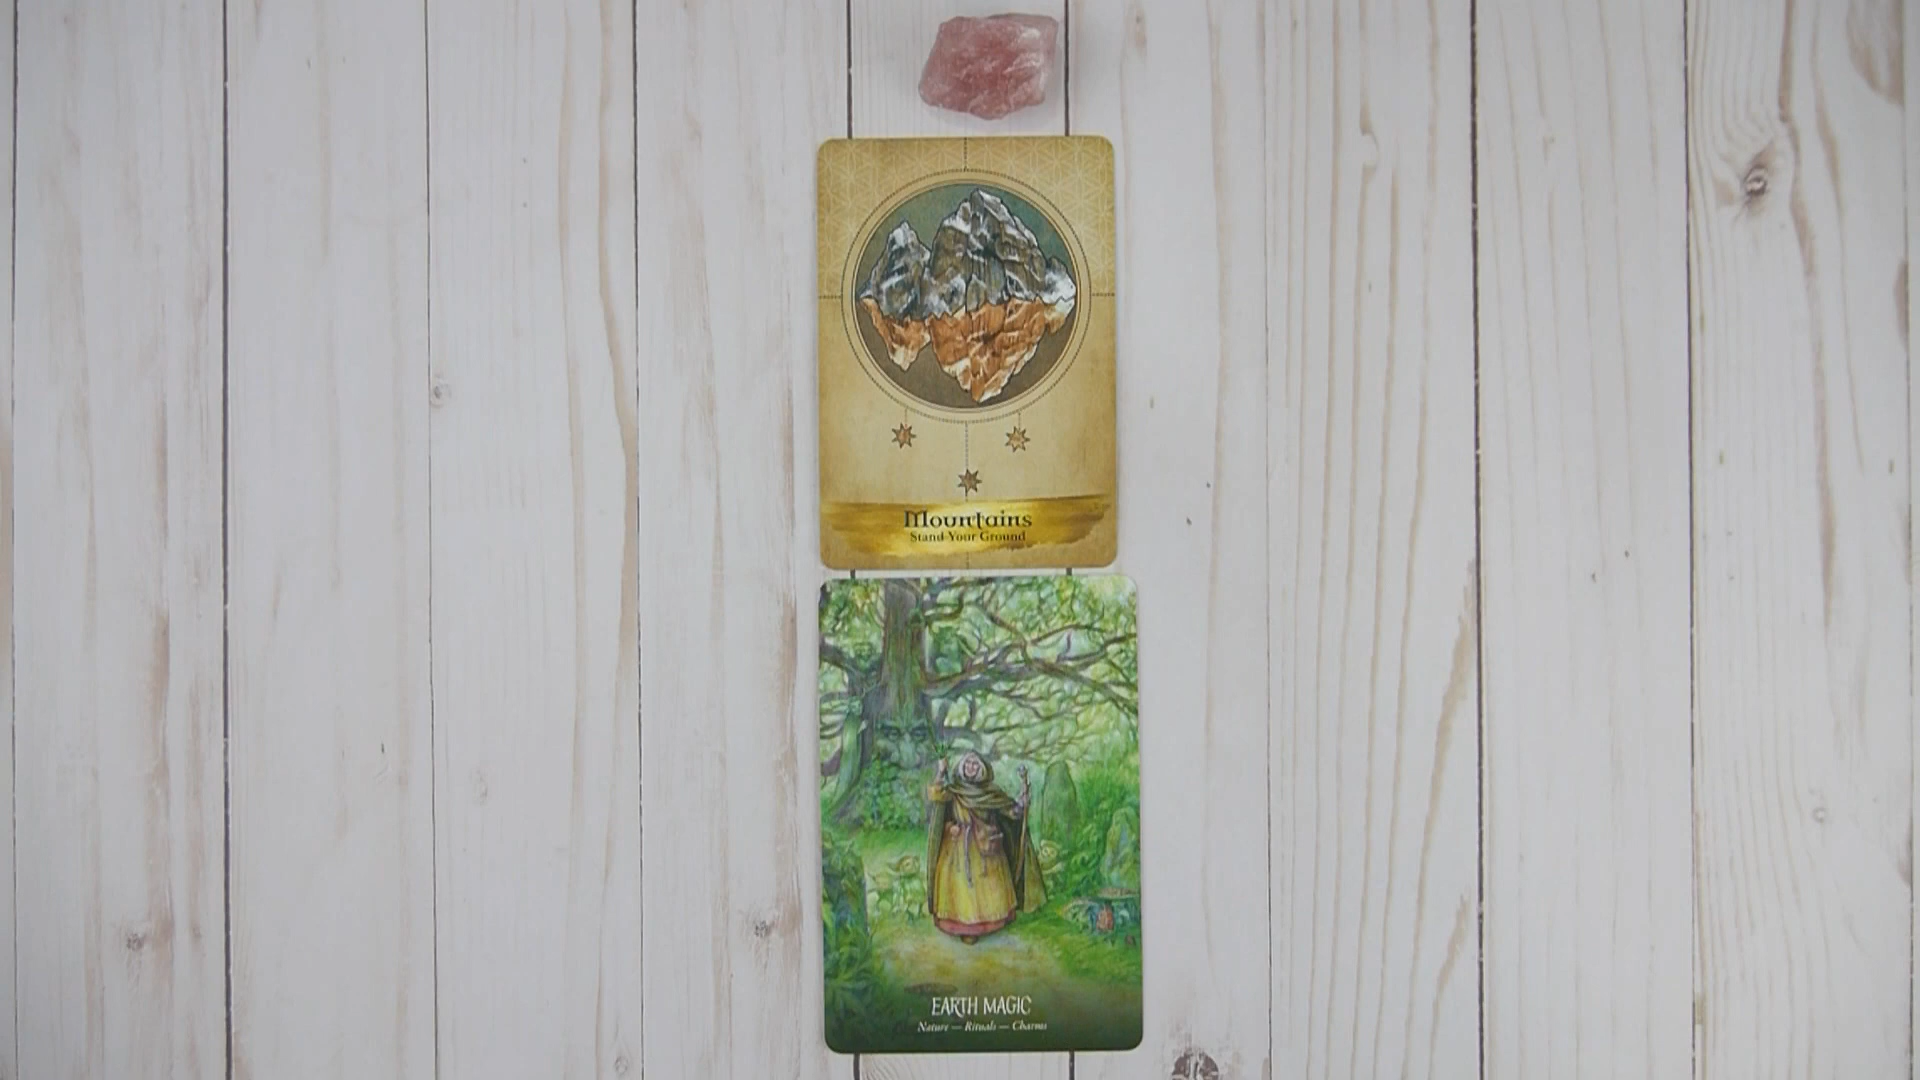 Mountains
Stand Your Ground
EARTH MAGIC
Nature — Rituals — Charms